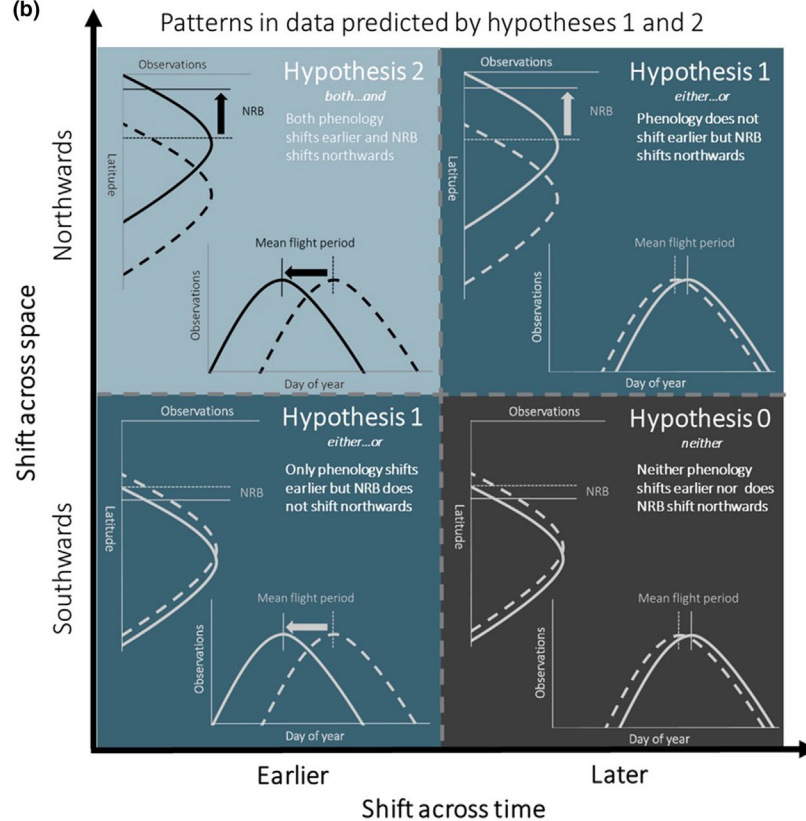 (b)
Patterns in data predicted by hypotheses 1 and 2
Shift across space
Northwards
Southwards
Observations
Hypothesis 2
both...and
Both phenology
shifts earlier and NRB
shifts northwards
NRB
Latitude
Mean flight period
Observations
Day of year
Observations
Hypothesis 1
either...or
Phenology does not
shift earlier but NRB
shifts northwards
NRB
Latitude
Mean flight period
Observations
Day of year
Observations
Hypothesis 1
either...or
Only phenology shifts
earlier but NRB does
not shift northwards
NRB
Latitude
Mean flight period
Observations
Day of year
Observations
Hypothesis 0
neither
Neither phenology
shifts earlier nor does
NRB shift northwards
NRB
Latitude
Mean flight period
Observations
Day of year
Earlier
Later
Shift across time